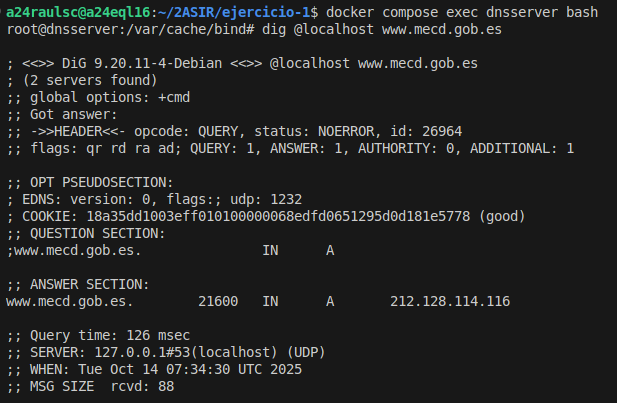 a24raulsc@a24eql16:~/2ASIR/ejercicio-1$ docker compose exec dnsserver bash
root@dnsserver:/var/cache/bind# dig @localhost www.mecd.gob.es

; <<>> DiG 9.20.11-4-Debian <<>> @localhost www.mecd.gob.es
; (2 servers found)
;; global options: +cmd
;; Got answer:
;; ->>HEADER<<- opcode: QUERY, status: NOERROR, id: 26964
;; flags: qr rd ra ad; QUERY: 1, ANSWER: 1, AUTHORITY: 0, ADDITIONAL: 1

;; OPT PSEUDOSECTION:
; EDNS: version: 0, flags:; udp: 1232
; COOKIE: 18a35dd1003eff010100000068edfd0651295d0d181e5778 (good)
;; QUESTION SECTION:
;www.mecd.gob.es.		IN	A

;; ANSWER SECTION:
www.mecd.gob.es.	21600	IN	A	212.128.114.116

;; Query time: 126 msec
;; SERVER: 127.0.0.1#53(localhost) (UDP)
;; WHEN: Tue Oct 14 07:34:30 UTC 2025
;; MSG SIZE  rcvd: 88